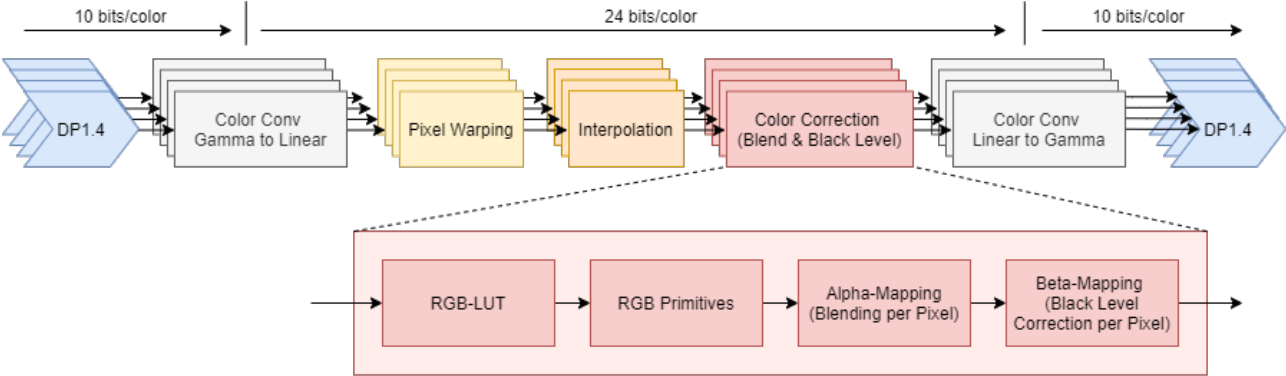 10 bits/color
24 bits/color
10 bits/color
DP1.4
Color Conv
Gamma to Linear
Pixel Warping
Interpolation
Color Correction
(Blend & Black Level)
Color Conv
Linear to Gamma
DP1.4
RGB-LUT
RGB Primitives
Alpha-Mapping
(Blending per Pixel)
Beta-Mapping
(Black Level
Correction per Pixel)